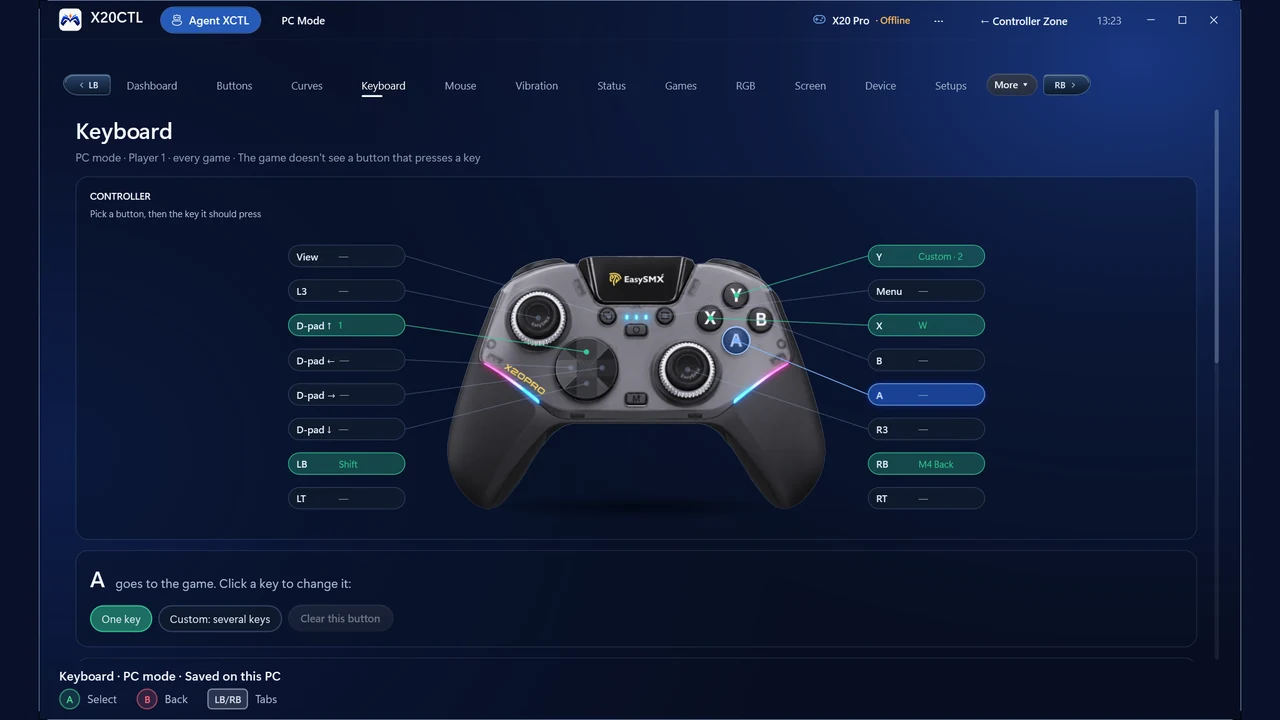 X20CTL Agent XCTL PC Mode X20 Pro · Offline ··· ← Controller Zone 13:23
‹ LB Dashboard Buttons Curves Keyboard Mouse Vibration Status Games RGB Screen Device Setups More ▾ RB ›
Keyboard
PC mode · Player 1 · every game · The game doesn't see a button that presses a key
CONTROLLER
Pick a button, then the key it should press
View —
L3 —
D-pad ↑ 1
D-pad ← —
D-pad → —
D-pad ↓ —
LB Shift
LT —
EasySMX
Y
X
B
A
X20PRO
M
Y Custom · 2
Menu —
X W
B —
A —
R3 —
RB M4 Back
RT —
A goes to the game. Click a key to change it:
One key Custom: several keys Clear this button
Keyboard · PC mode · Saved on this PC
A Select B Back LB/RB Tabs